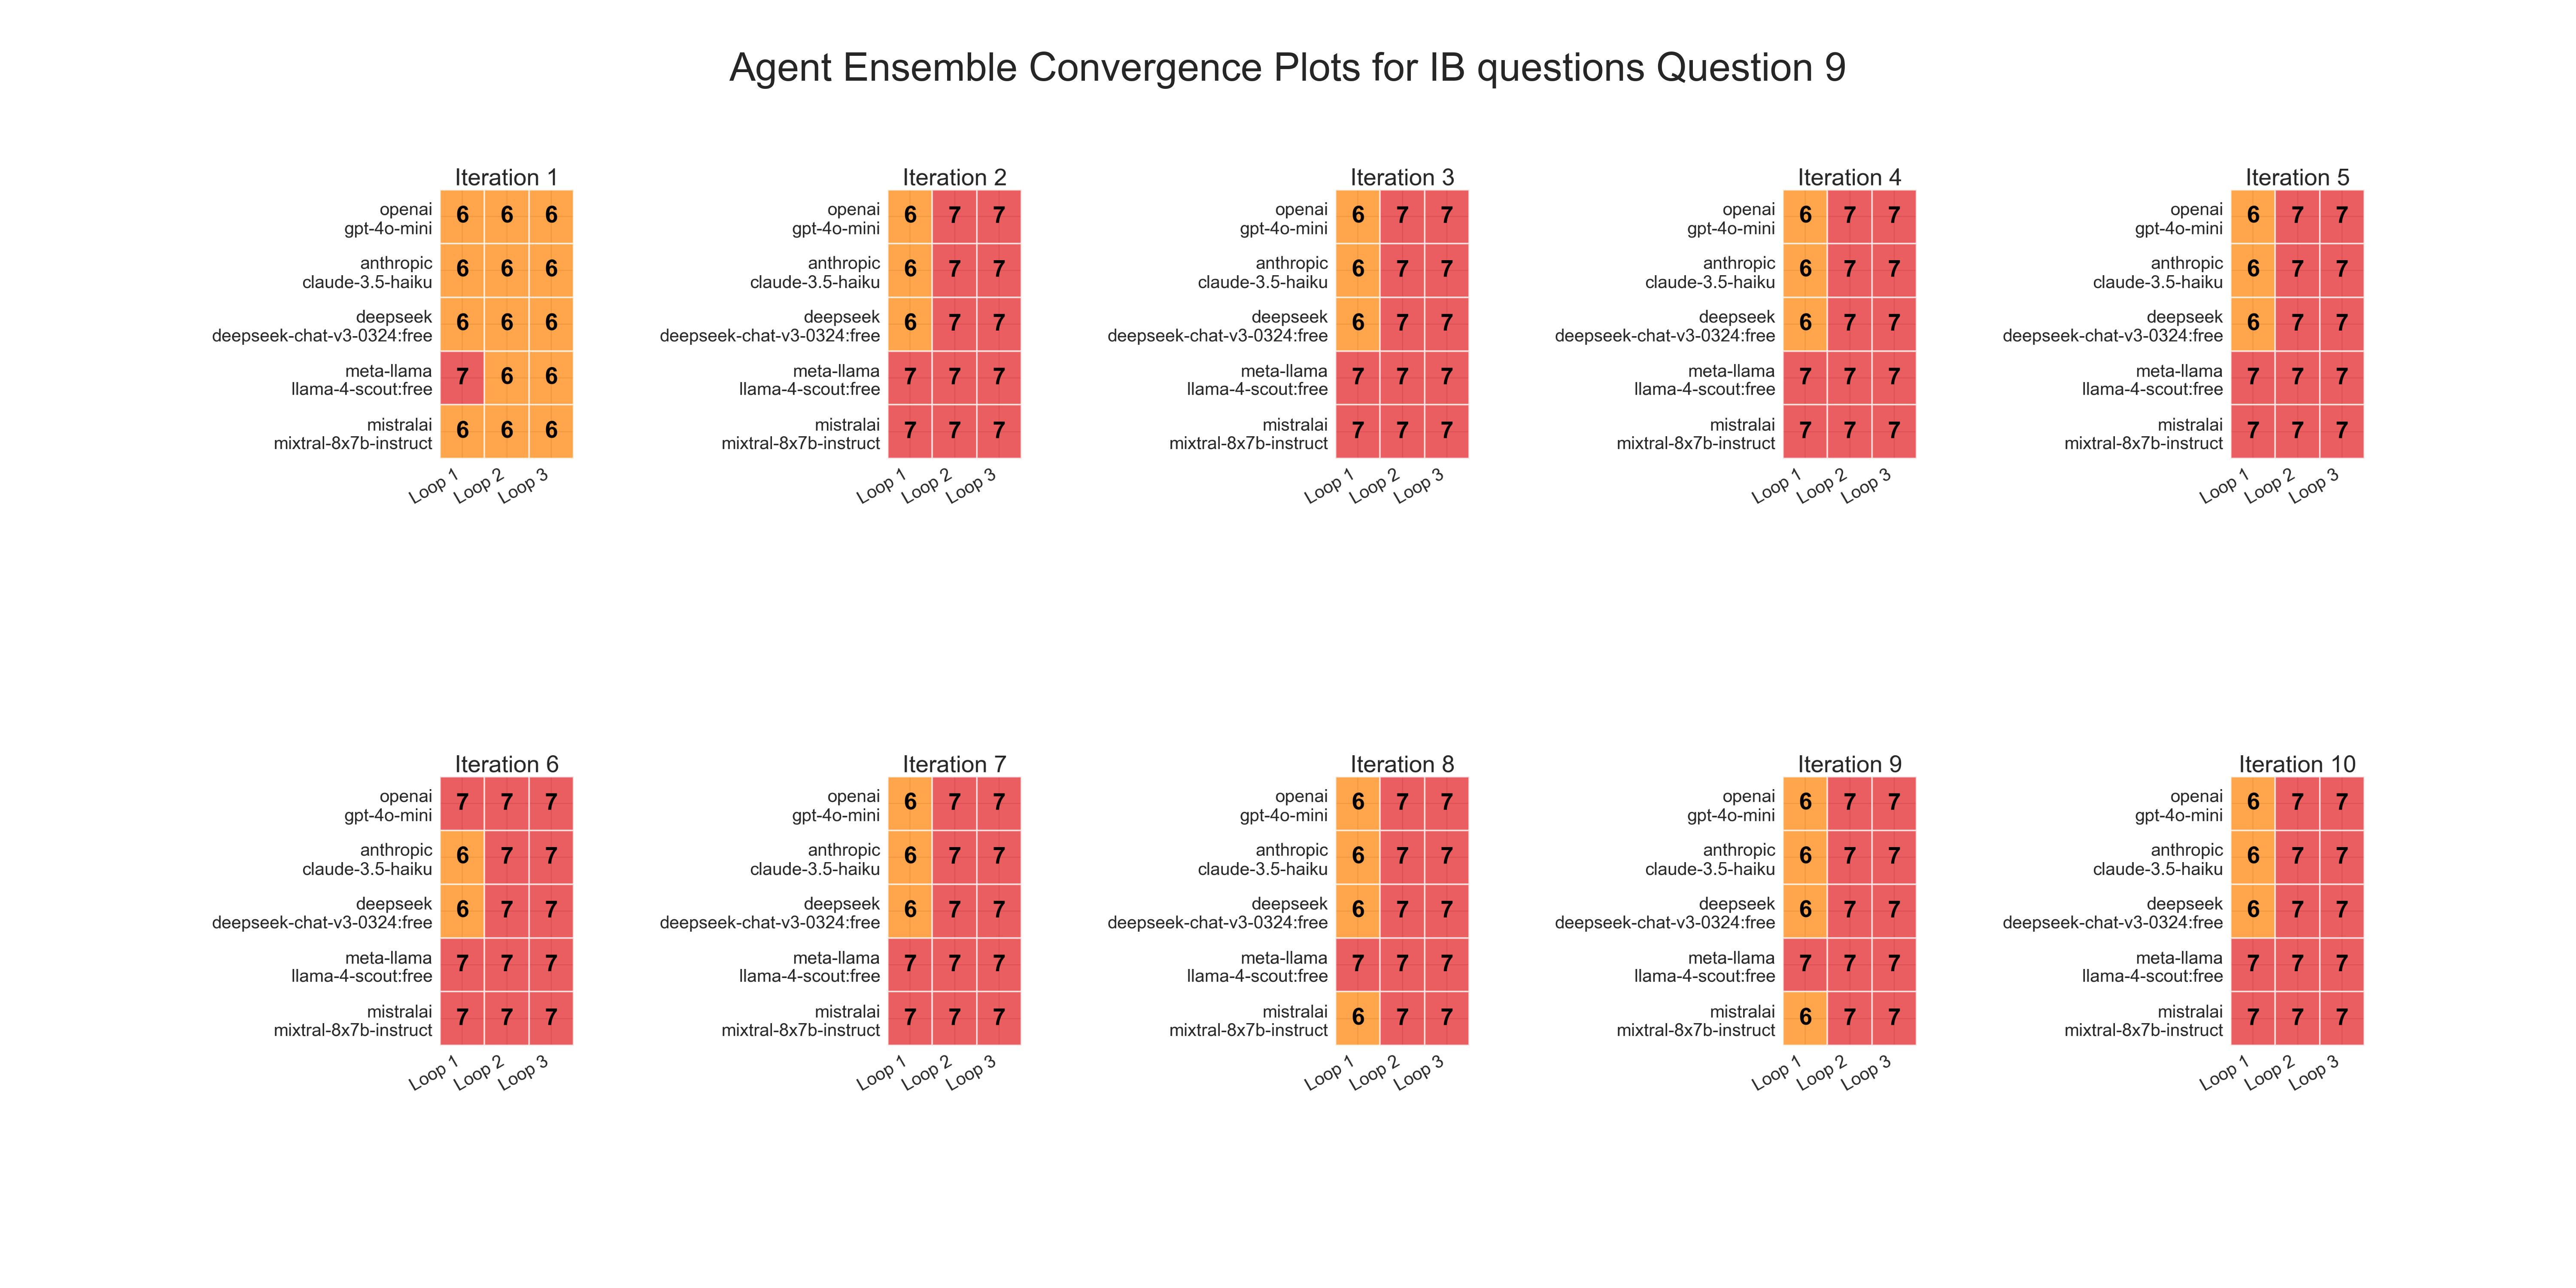 Agent Ensemble Convergence Plots for IB questions Question 9
Iteration 1
openai
gpt-4o-mini
6 6 6
anthropic
claude-3.5-haiku
6 6 6
deepseek
deepseek-chat-v3-0324:free
6 6 6
meta-llama
llama-4-scout:free
7 6 6
mistralai
mixtral-8x7b-instruct
6 6 6
Loop 1 Loop 2 Loop 3
Iteration 2
openai
gpt-4o-mini
6 7 7
anthropic
claude-3.5-haiku
6 7 7
deepseek
deepseek-chat-v3-0324:free
6 7 7
meta-llama
llama-4-scout:free
7 7 7
mistralai
mixtral-8x7b-instruct
7 7 7
Loop 1 Loop 2 Loop 3
Iteration 3
openai
gpt-4o-mini
6 7 7
anthropic
claude-3.5-haiku
6 7 7
deepseek
deepseek-chat-v3-0324:free
6 7 7
meta-llama
llama-4-scout:free
7 7 7
mistralai
mixtral-8x7b-instruct
7 7 7
Loop 1 Loop 2 Loop 3
Iteration 4
openai
gpt-4o-mini
6 7 7
anthropic
claude-3.5-haiku
6 7 7
deepseek
deepseek-chat-v3-0324:free
6 7 7
meta-llama
llama-4-scout:free
7 7 7
mistralai
mixtral-8x7b-instruct
7 7 7
Loop 1 Loop 2 Loop 3
Iteration 5
openai
gpt-4o-mini
6 7 7
anthropic
claude-3.5-haiku
6 7 7
deepseek
deepseek-chat-v3-0324:free
6 7 7
meta-llama
llama-4-scout:free
7 7 7
mistralai
mixtral-8x7b-instruct
7 7 7
Loop 1 Loop 2 Loop 3
Iteration 6
openai
gpt-4o-mini
7 7 7
anthropic
claude-3.5-haiku
6 7 7
deepseek
deepseek-chat-v3-0324:free
6 7 7
meta-llama
llama-4-scout:free
7 7 7
mistralai
mixtral-8x7b-instruct
7 7 7
Loop 1 Loop 2 Loop 3
Iteration 7
openai
gpt-4o-mini
6 7 7
anthropic
claude-3.5-haiku
6 7 7
deepseek
deepseek-chat-v3-0324:free
6 7 7
meta-llama
llama-4-scout:free
7 7 7
mistralai
mixtral-8x7b-instruct
7 7 7
Loop 1 Loop 2 Loop 3
Iteration 8
openai
gpt-4o-mini
6 7 7
anthropic
claude-3.5-haiku
6 7 7
deepseek
deepseek-chat-v3-0324:free
6 7 7
meta-llama
llama-4-scout:free
7 7 7
mistralai
mixtral-8x7b-instruct
6 7 7
Loop 1 Loop 2 Loop 3
Iteration 9
openai
gpt-4o-mini
6 7 7
anthropic
claude-3.5-haiku
6 7 7
deepseek
deepseek-chat-v3-0324:free
6 7 7
meta-llama
llama-4-scout:free
7 7 7
mistralai
mixtral-8x7b-instruct
6 7 7
Loop 1 Loop 2 Loop 3
Iteration 10
openai
gpt-4o-mini
6 7 7
anthropic
claude-3.5-haiku
6 7 7
deepseek
deepseek-chat-v3-0324:free
6 7 7
meta-llama
llama-4-scout:free
7 7 7
mistralai
mixtral-8x7b-instruct
7 7 7
Loop 1 Loop 2 Loop 3